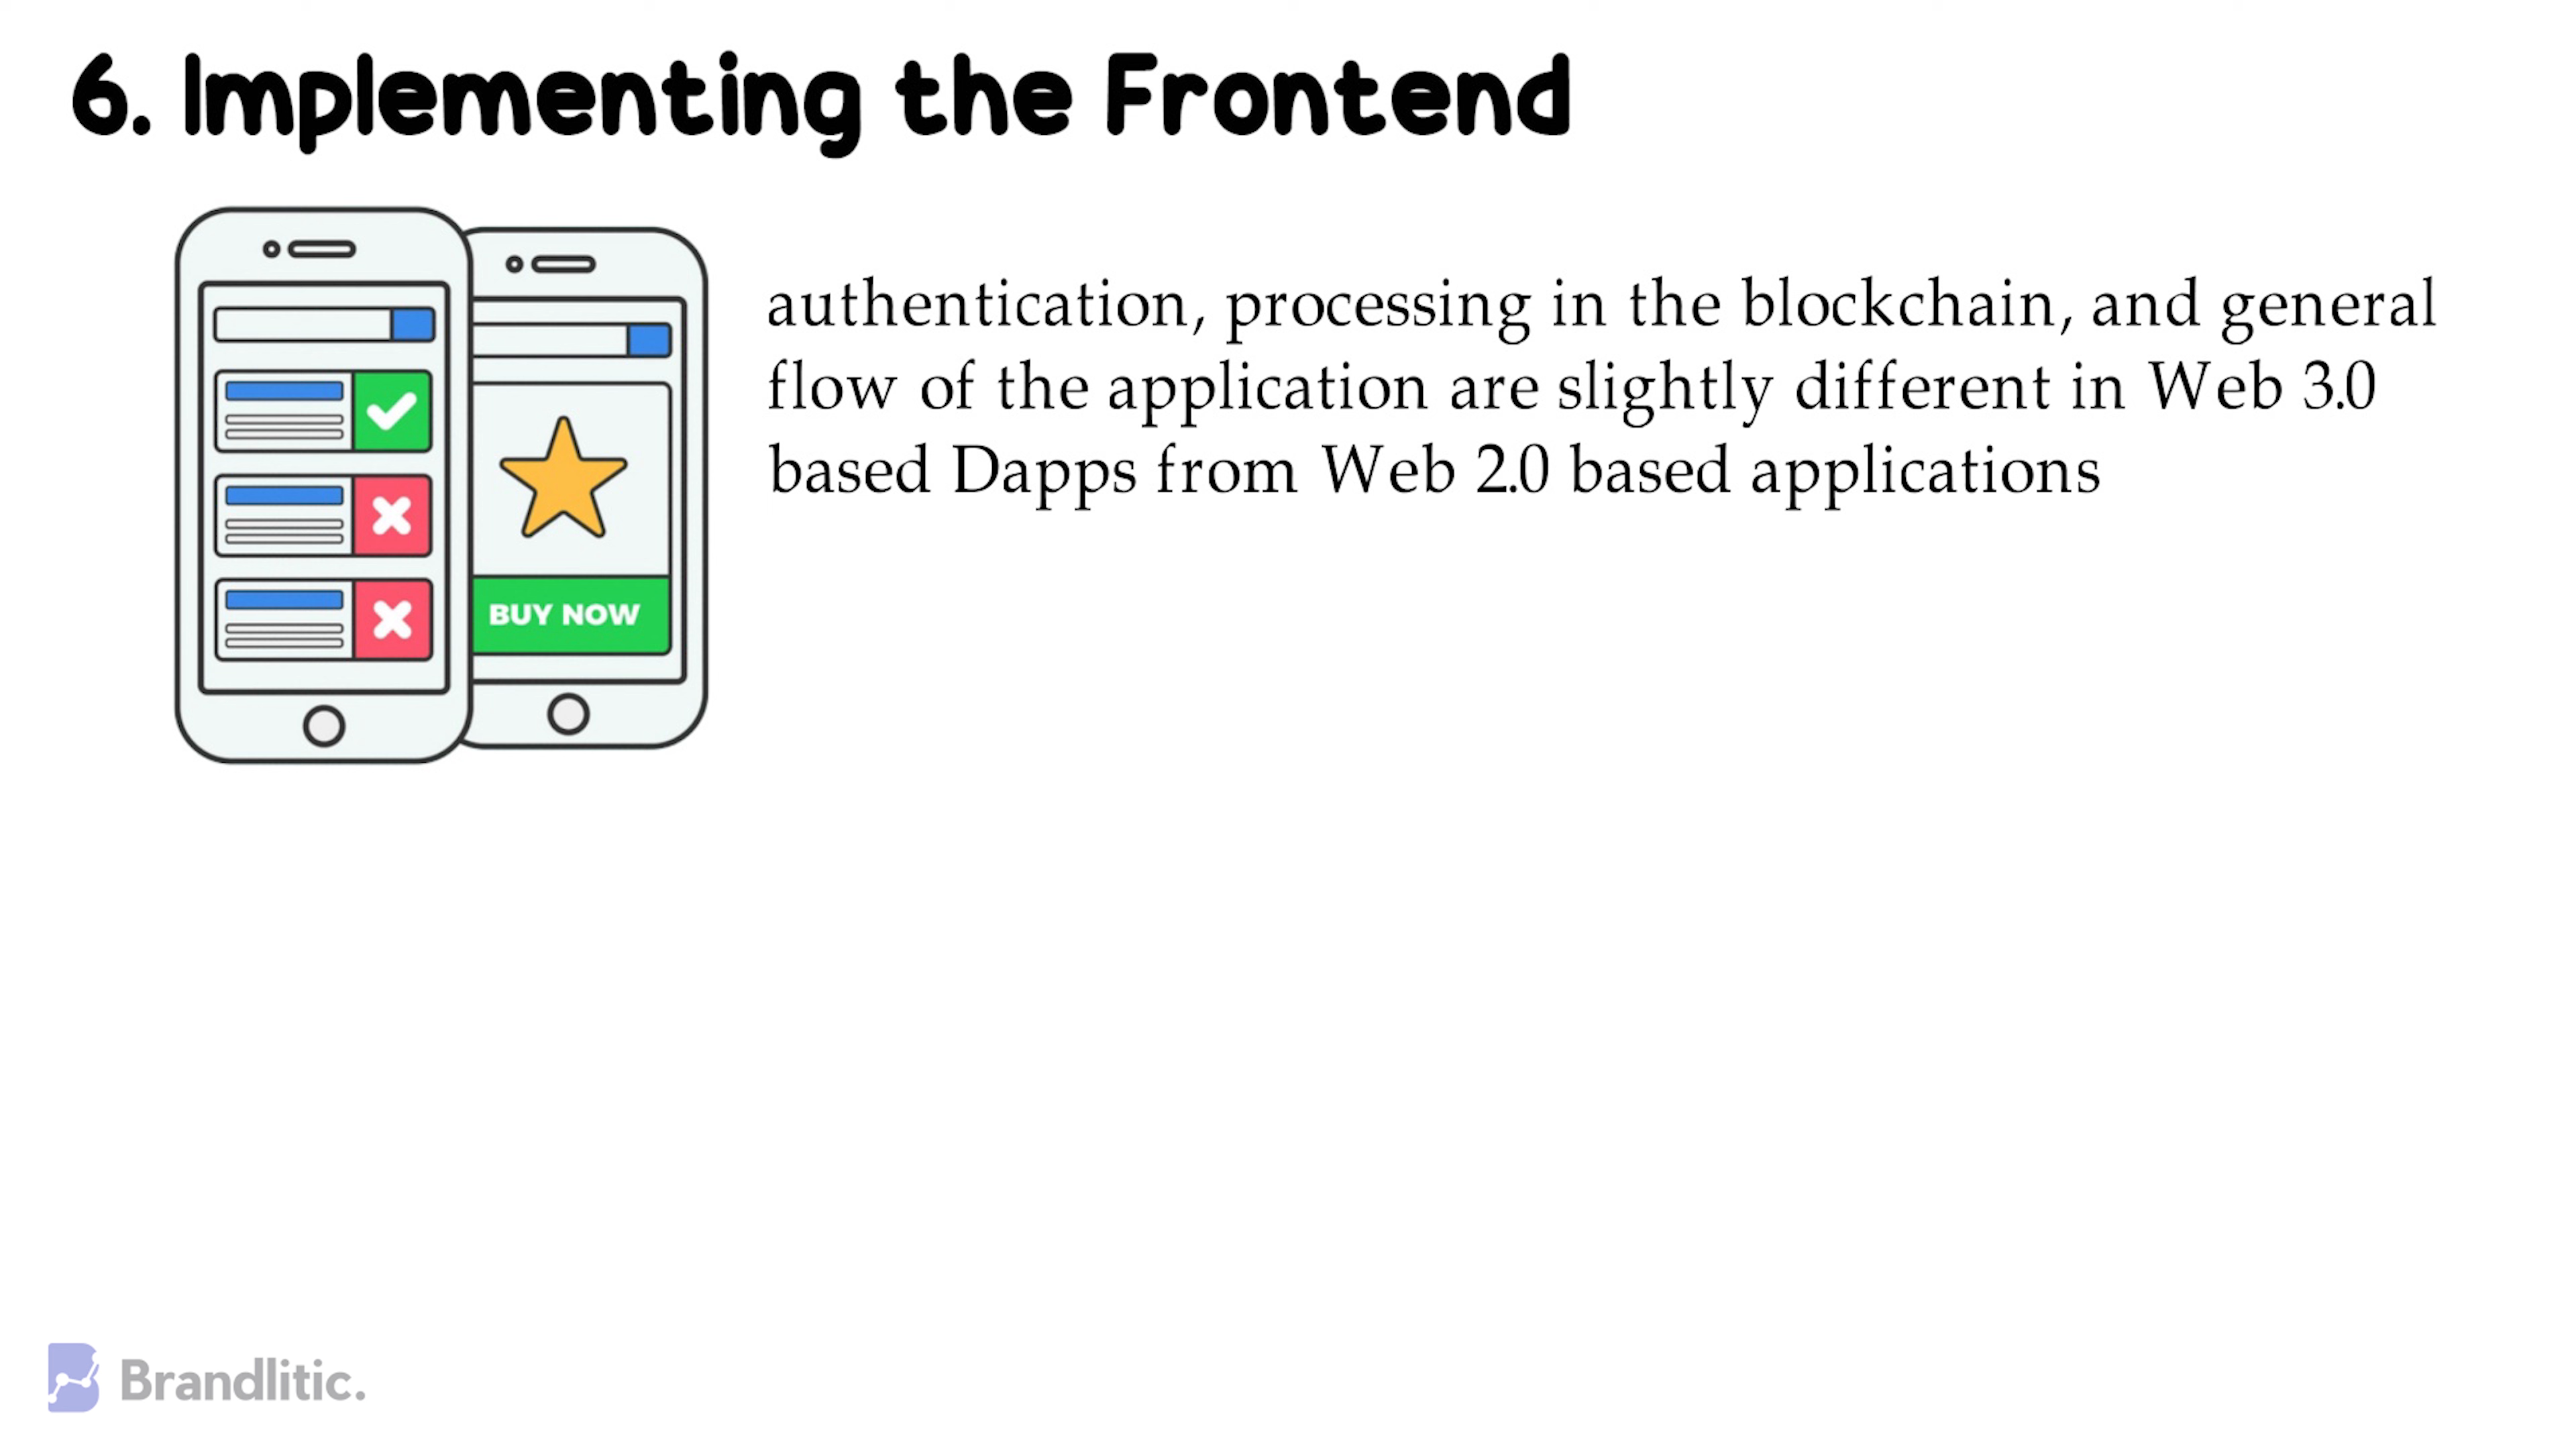 6. Implementing the Frontend
authentication, processing in the blockchain, and general
flow of the application are slightly different in Web 3.0
based Dapps from Web 2.0 based applications
BUY NOW
Brandlitic.